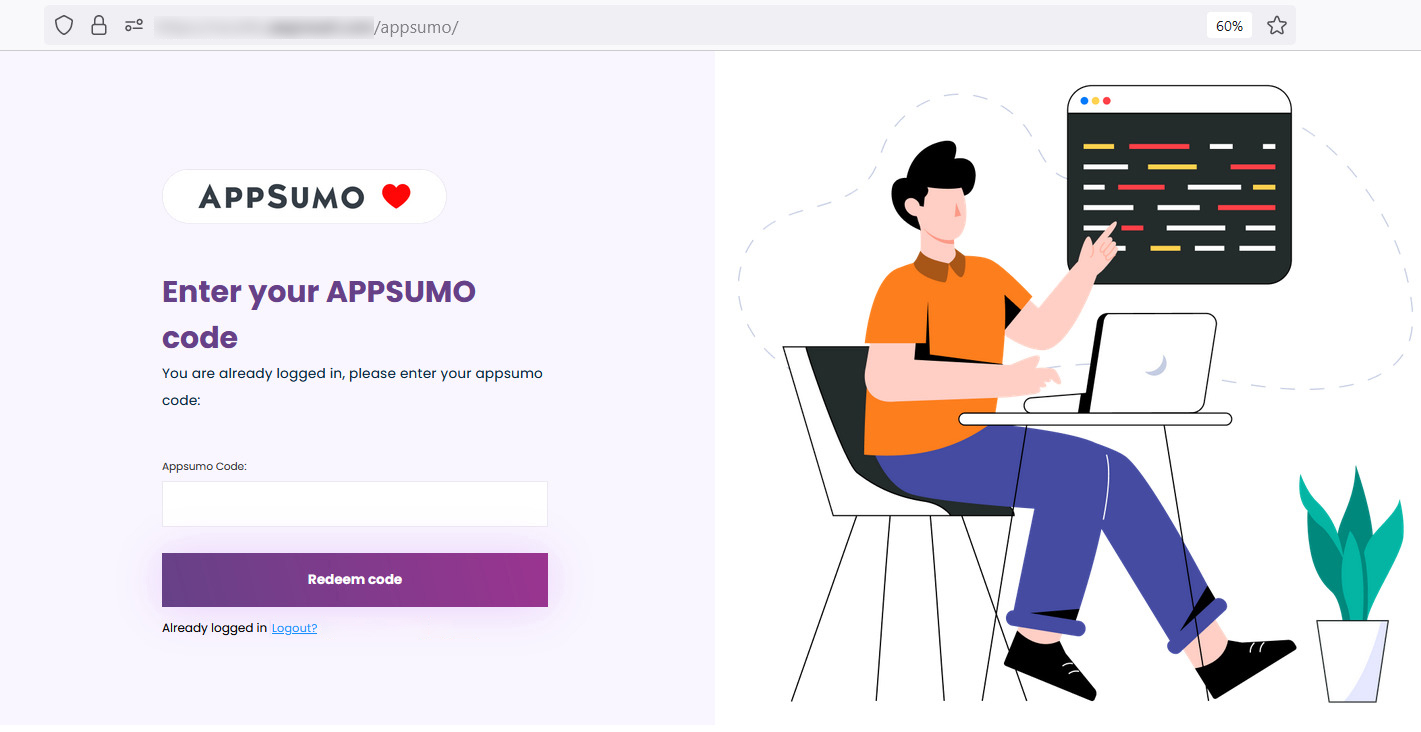 /appsumo/
60%
APPSUMO
Enter your APPSUMO
code
You are already logged in, please enter your appsumo
code:
Appsumo Code:
Redeem code
Already logged in Logout?